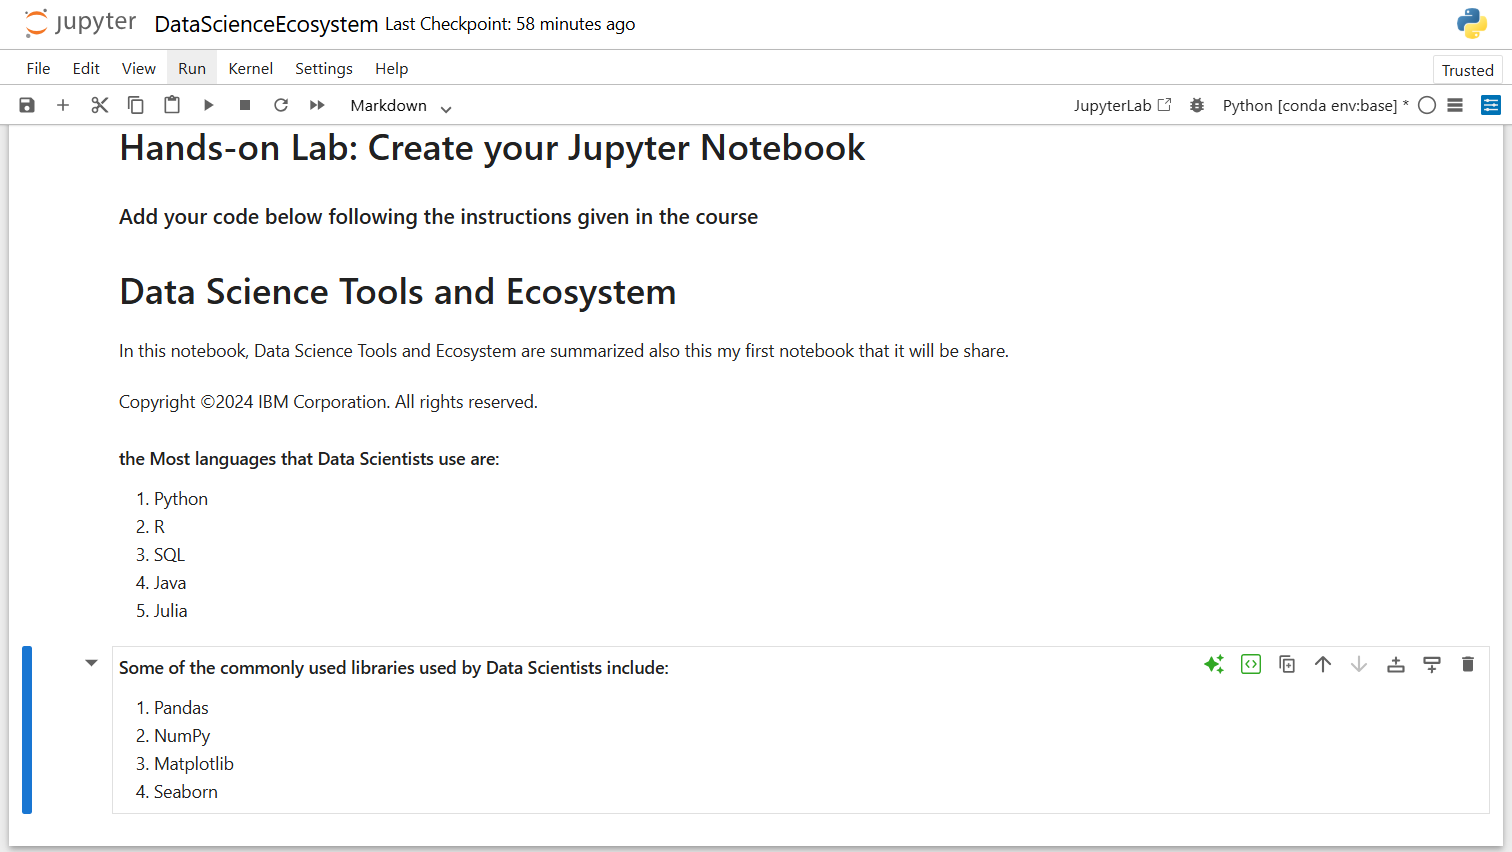 jupyter DataScienceEcosystem Last Checkpoint: 58 minutes ago
File Edit View Run Kernel Settings Help Trusted
Markdown JupyterLab Python [conda env:base] *
Hands-on Lab: Create your Jupyter Notebook
Add your code below following the instructions given in the course
Data Science Tools and Ecosystem
In this notebook, Data Science Tools and Ecosystem are summarized also this my first notebook that it will be share.
Copyright ©2024 IBM Corporation. All rights reserved.
the Most languages that Data Scientists use are:
1. Python
2. R
3. SQL
4. Java
5. Julia
Some of the commonly used libraries used by Data Scientists include:
1. Pandas
2. NumPy
3. Matplotlib
4. Seaborn